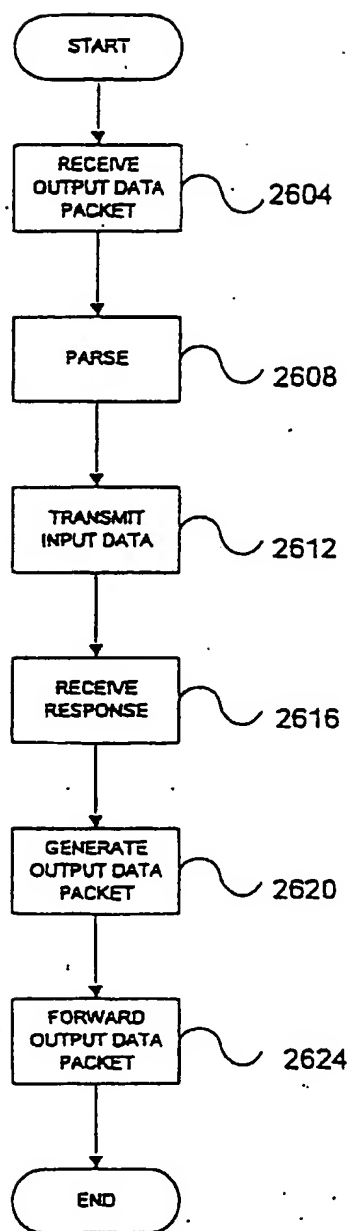 START
RECEIVE
OUTPUT DATA
PACKET
2604
PARSE
2608
TRANSMIT
INPUT DATA
2612
RECEIVE
RESPONSE
2616
GENERATE
OUTPUT DATA
PACKET
2620
FORWARD
OUTPUT DATA
PACKET
2624
END